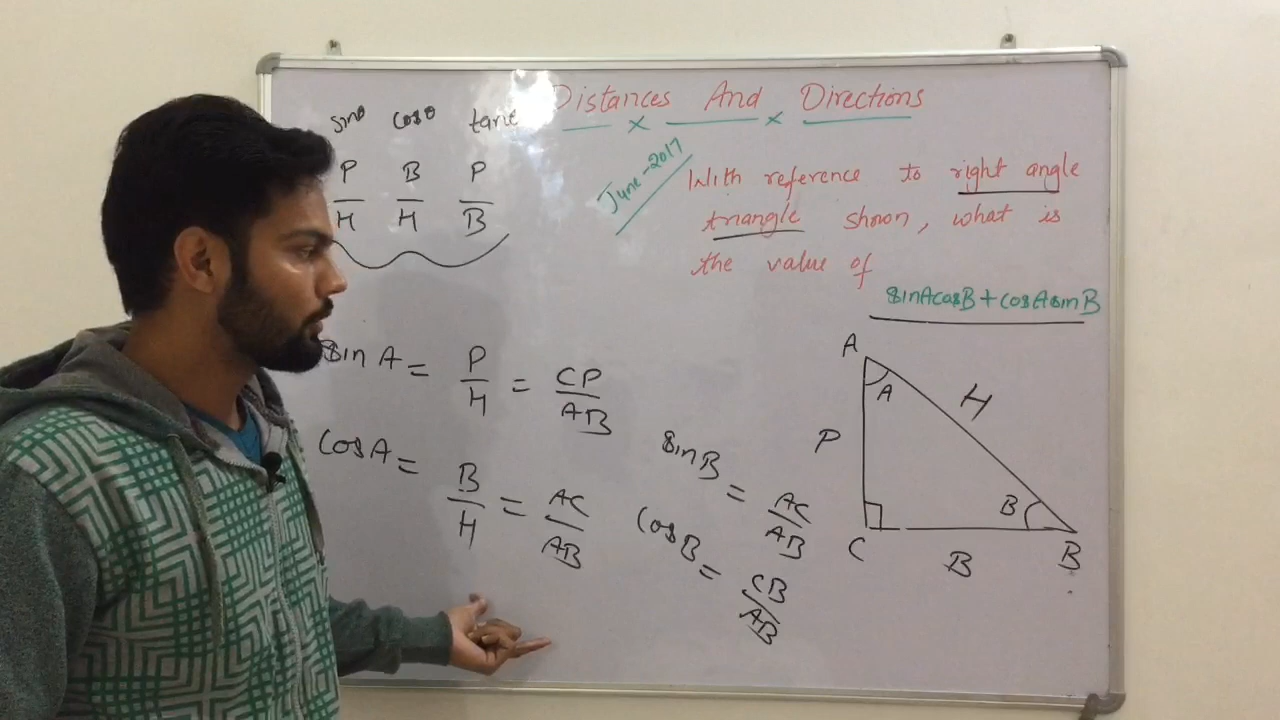 Distances And Directions
sinθ cosθ tanθ
P/H B/H P/B
June-2017
With reference to right angle
triangle shown, what is
the value of
sinAcosB+cosAsinB
sin A = P/H = CP/AB
cosA = B/H = AC/AB
sinB = AC/AB
cosB = CB/AB
A
A
H
P
B
C
B
B